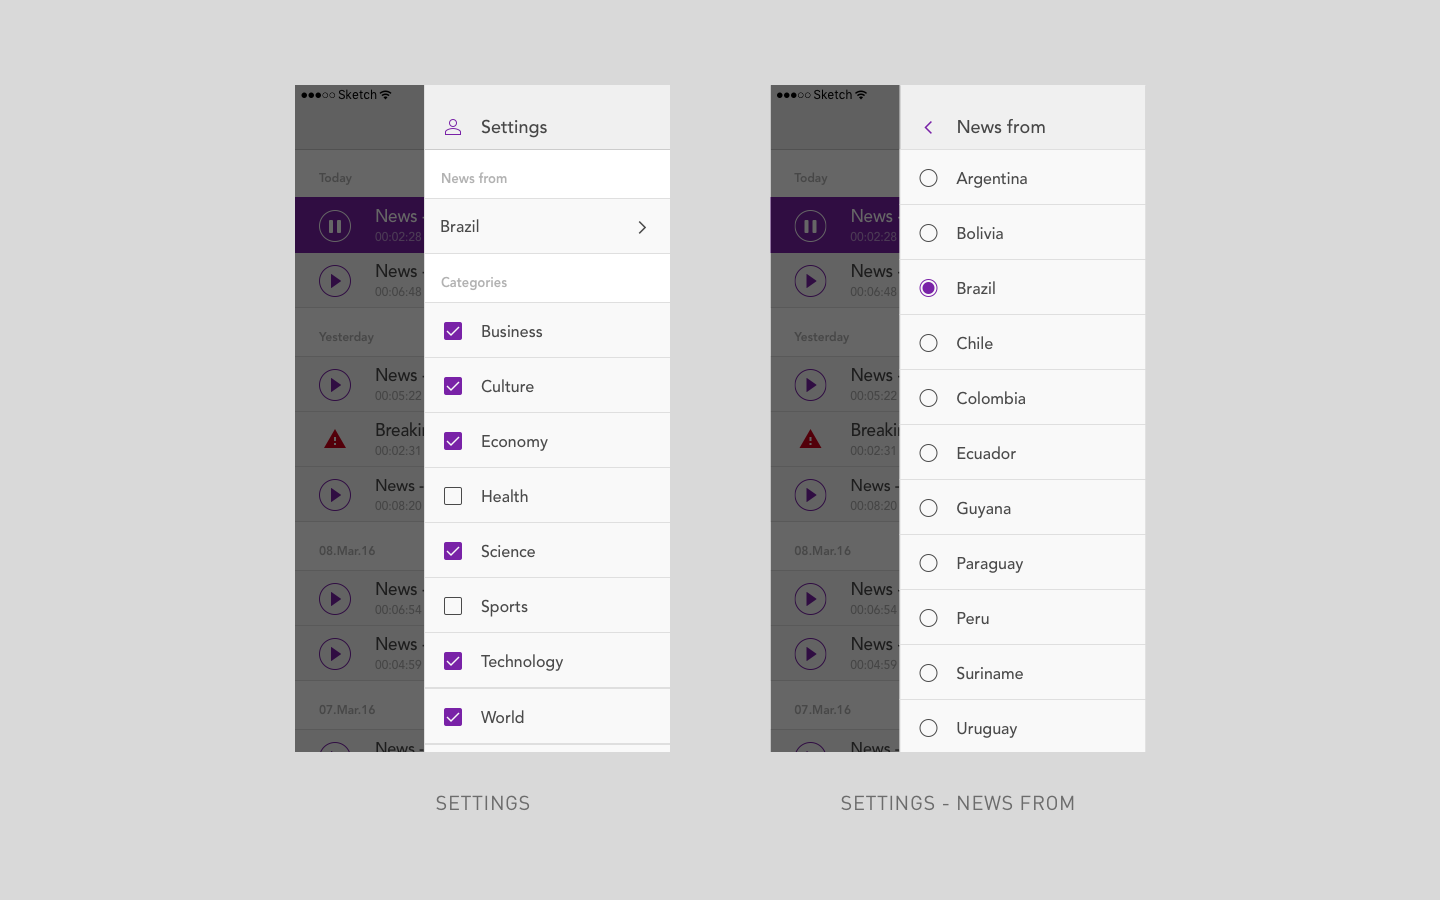 Sketch
Settings
Today
News from
News -
00:02:28
Brazil
News -
00:06:48
Categories
Yesterday
Business
News -
00:05:22
Culture
Breakin
00:02:31
Economy
News -
00:08:20
Health
08.Mar.16
Science
News -
00:06:54
Sports
News -
00:04:59
Technology
07.Mar.16
World
News -
SETTINGS
Sketch
News from
Today
Argentina
News -
00:02:28
Bolivia
News -
00:06:48
Brazil
Yesterday
Chile
News -
00:05:22
Colombia
Breakin
00:02:31
Ecuador
News -
00:08:20
Guyana
08.Mar.16
Paraguay
News -
00:06:54
Peru
News -
00:04:59
Suriname
07.Mar.16
Uruguay
News -
SETTINGS - NEWS FROM